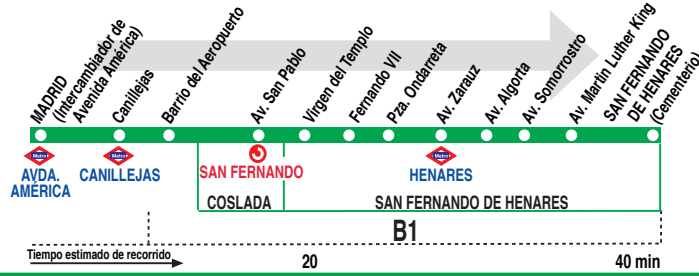 MADRID
(Intercambiador de
Avenida América)
Canillejas
Barrio del Aeropuerto
Av. San Pablo
Virgen del Templo
Fernando VII
Pza. Ondarreta
Av. Zarauz
Av. Algorta
Av. Somorrostro
Av. Martin Luther King
SAN FERNANDO
DE HENARES
(Cementerio)
Metro
Metro
Metro
AVDA.
AMÉRICA
CANILLEJAS
SAN FERNANDO
HENARES
COSLADA
SAN FERNANDO DE HENARES
B1
Tiempo estimado de recorrido
20
40 min